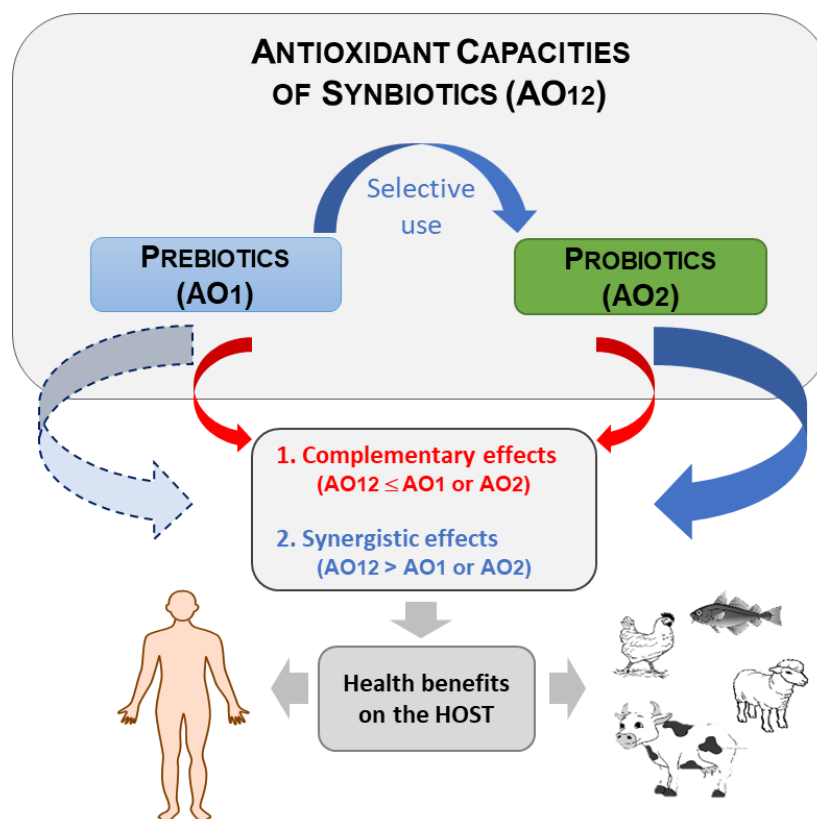 ANTIOXIDANT CAPACITIES
OF SYNBIOTICS (AO12)
Selective
use
PREBIOTICS
(AO1)
PROBIOTICS
(AO2)
1. Complementary effects
(AO12 ≤ AO1 or AO2)
2. Synergistic effects
(AO12 > AO1 or AO2)
Health benefits
on the HOST